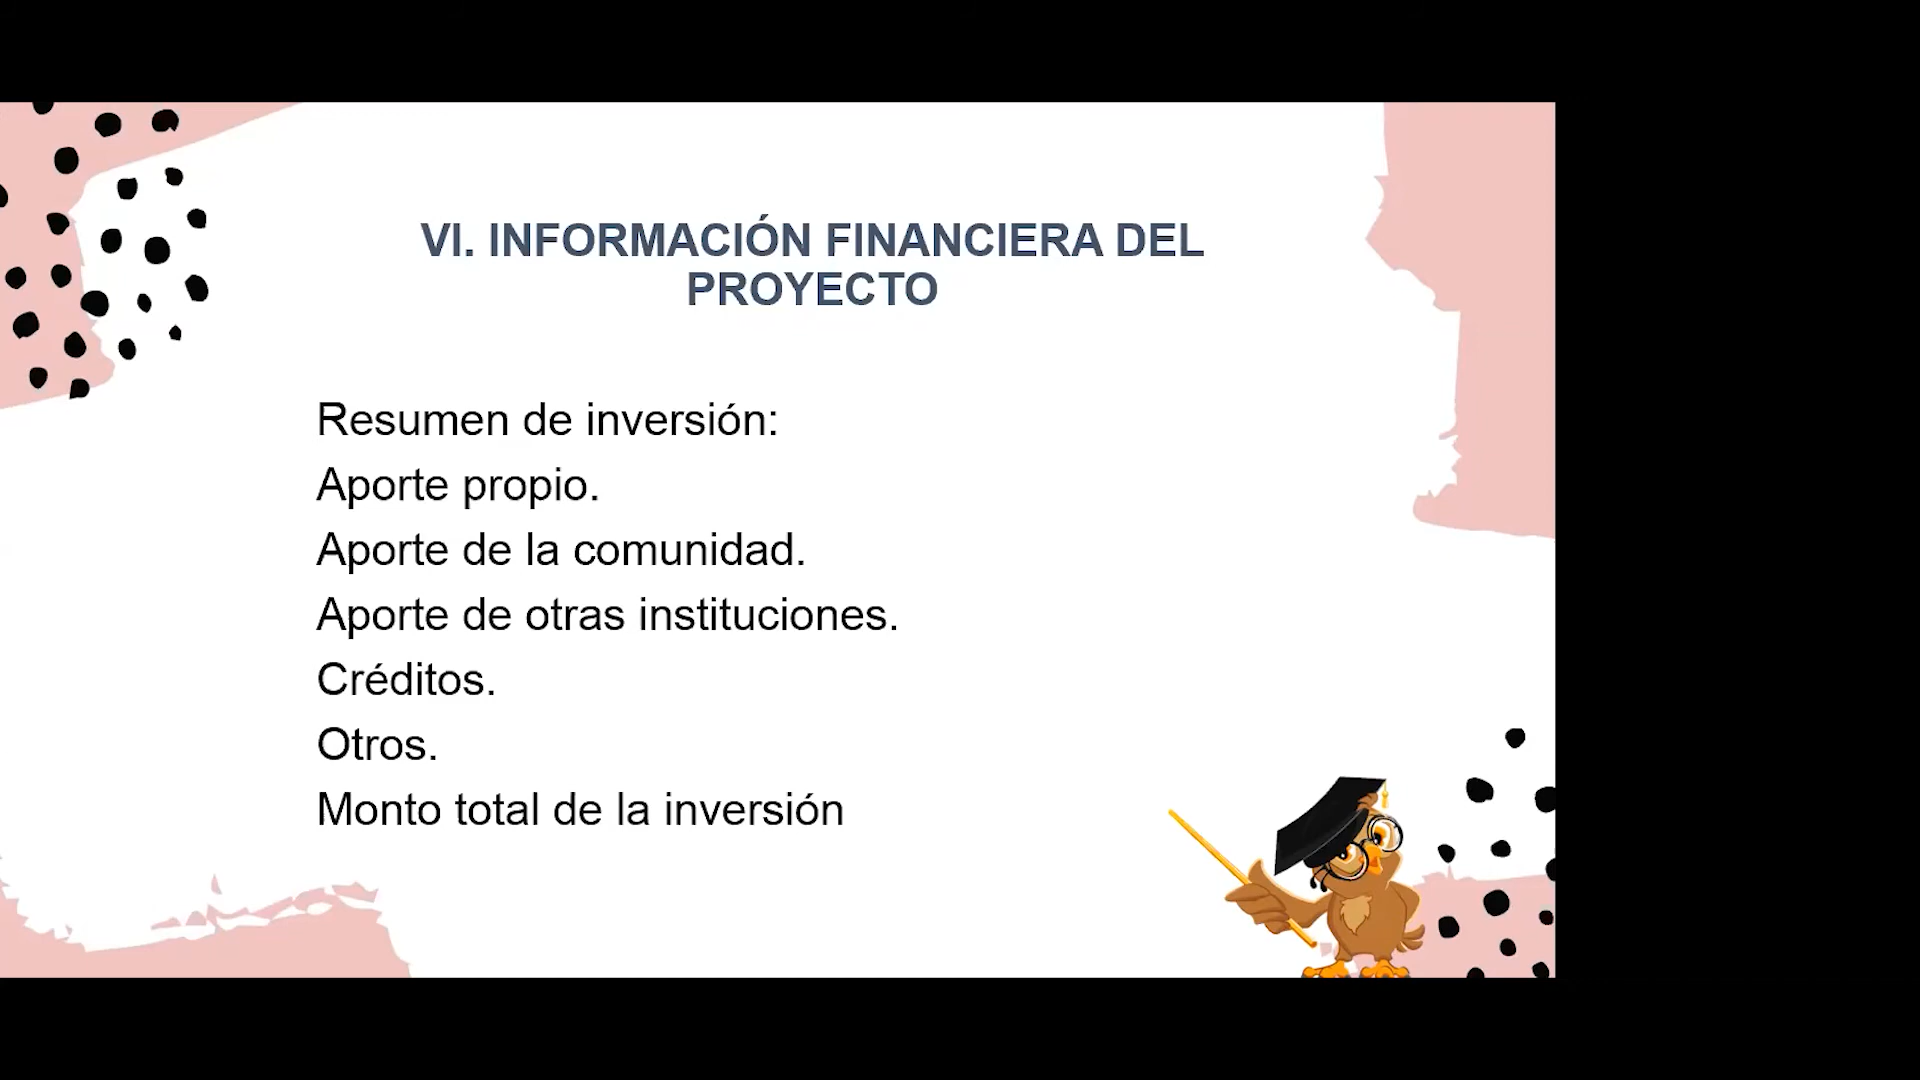 VI. INFORMACIÓN FINANCIERA DEL
PROYECTO
Resumen de inversión:
Aporte propio.
Aporte de la comunidad.
Aporte de otras instituciones.
Créditos.
Otros.
Monto total de la inversión